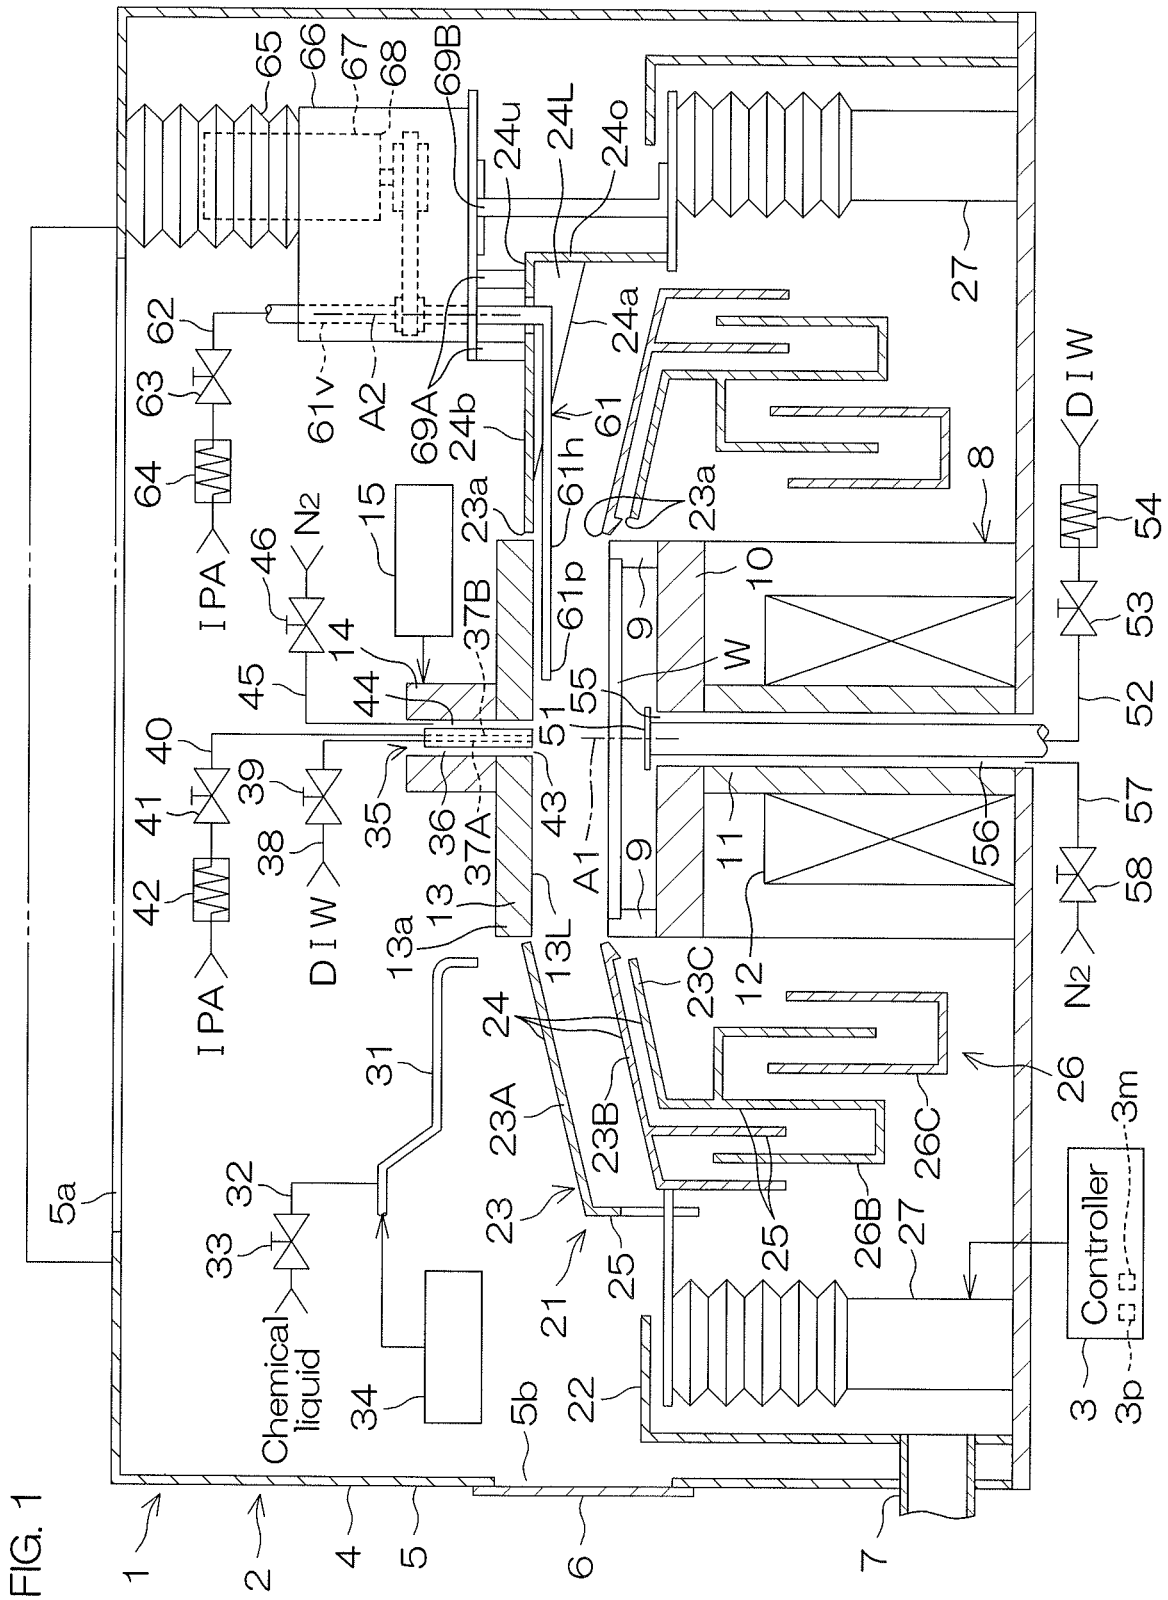 FIG. 1
1
2
4
5
5a
5b
6
7
22
Chemical
liquid
33
32
34
31
21
23
23A
23B
23C
24
25
25
26
26B
26C
27
3
Controller
3p
3m
IPA
42
41
40
DIW
38
39
35
36
37A
37B
43
44
45
46
N2
13a
13
13L
14
15
A1
51
55
W
9
9
10
11
12
8
56
57
58
N2
52
53
54
DIW
IPA
64
63
62
61v
A2
69A
24b
23a
61
61h
61p
23a
24a
24u
24L
24o
69B
65
66
67
68
27